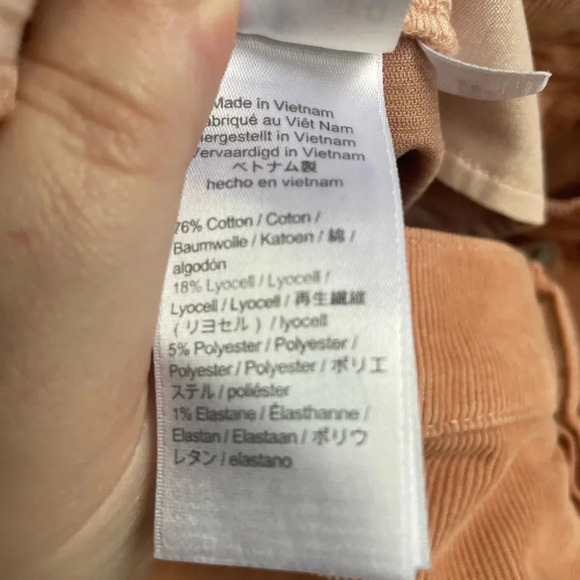 Made in Vietnam
Fabriqué au Viêt Nam
Hergestellt in Vietnam
Vervaardigd in Vietnam
ベトナム製
hecho en vietnam
76% Cotton / Coton /
Baumwolle / Katoen / 綿 /
algodón
18% Lyocell / Lyocell /
Lyocell / Lyocell / 再生繊維
( リヨセル ) / lyocell
5% Polyester / Polyester /
Polyester / Polyester / ポリエ
ステル / poliéster
1% Elastane / Élasthanne /
Elastan / Elastaan / ポリウ
レタン / elastano